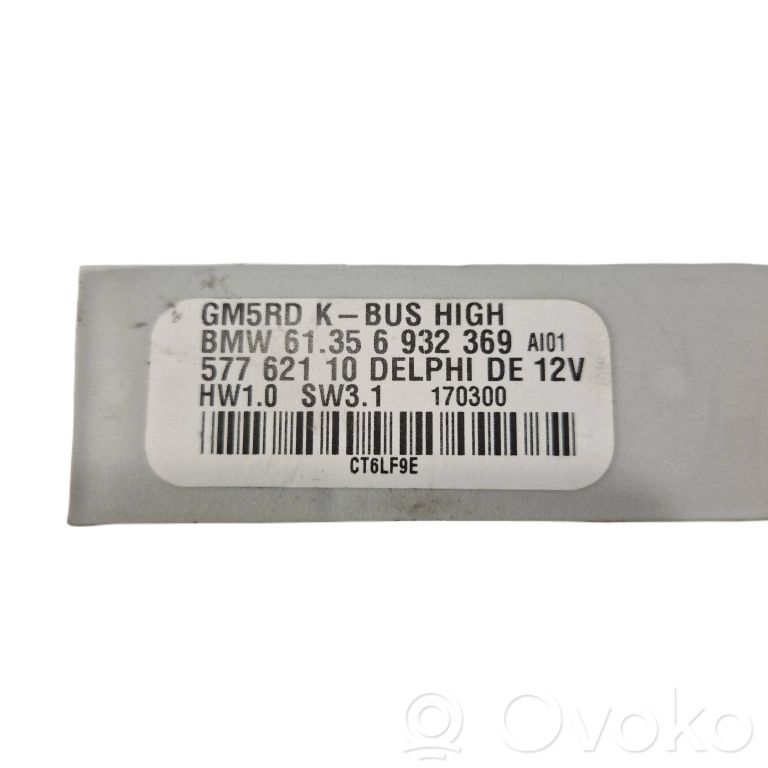 GM5RD K-BUS HIGH
BMW 61.35 6 932 369 AI01
577 621 10 DELPHI DE 12V
HW1.0 SW3.1 170300
CT6LF9E
Ovoko